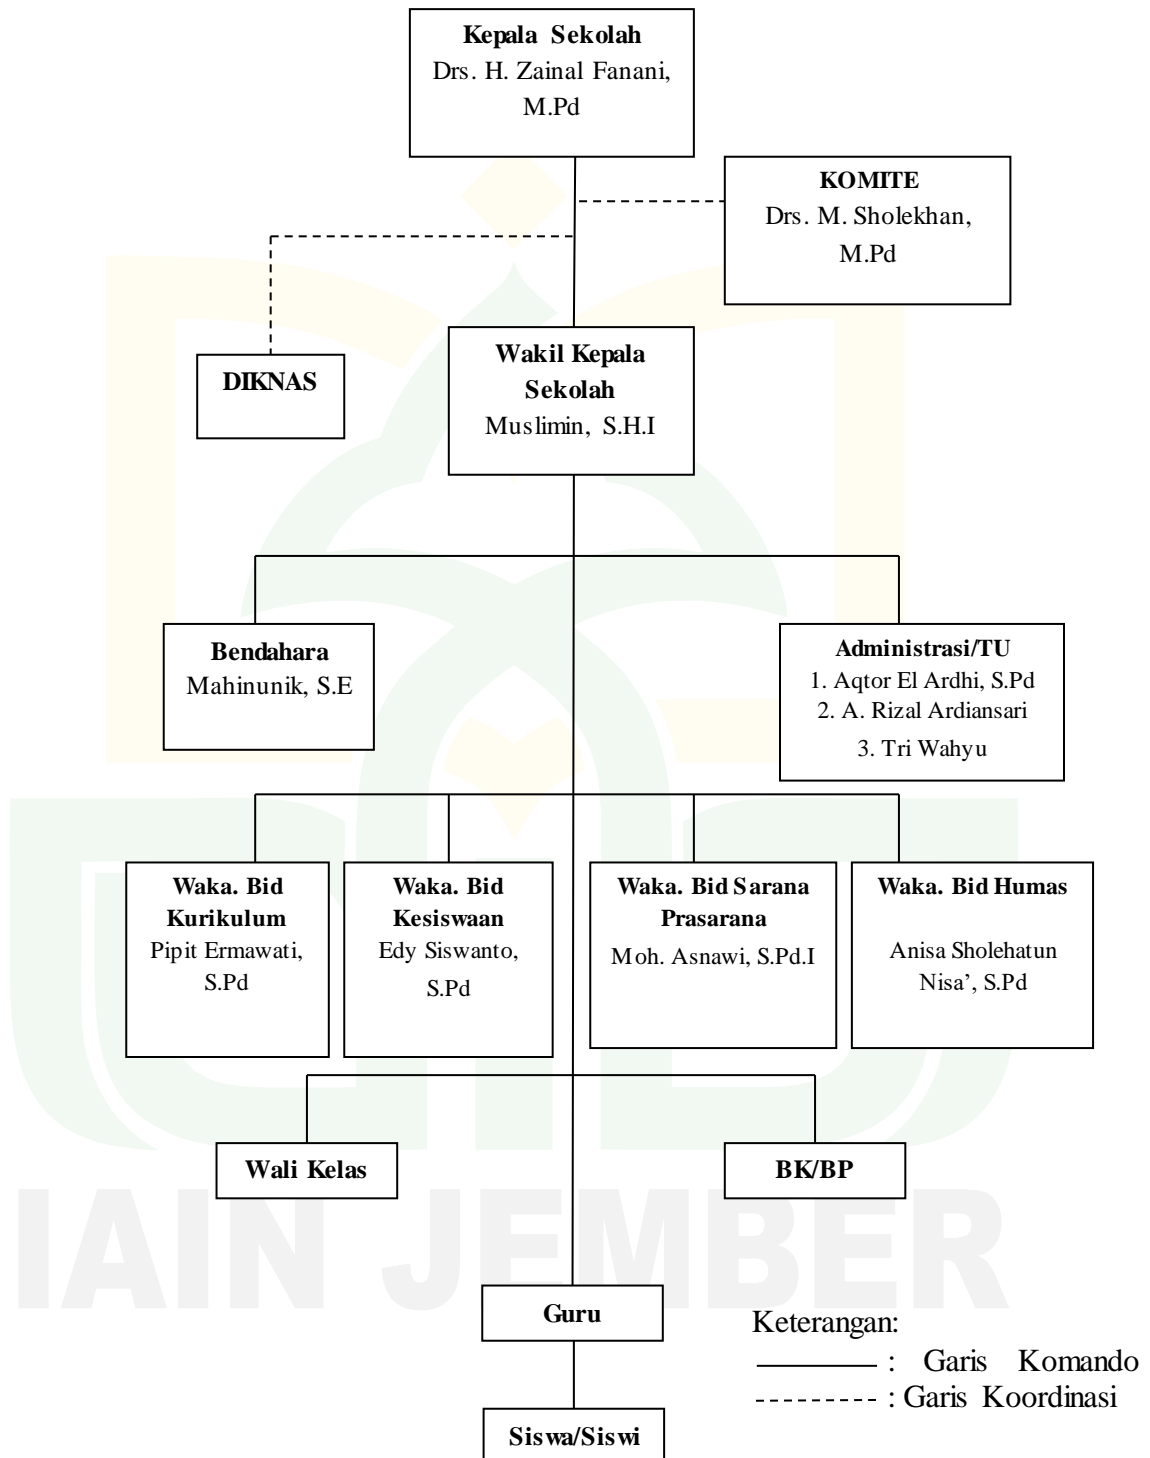 Kepala Sekolah
Drs. H. Zainal Fanani,
M.Pd
KOMITE
Drs. M. Sholekhan,
M.Pd
DIKNAS
Wakil Kepala
Sekolah
Muslimin, S.H.I
Bendahara
Mahinunik, S.E
Administrasi/TU
1. Aqtor El Ardhi, S.Pd
2. A. Rizal Ardiansari
3. Tri Wahyu
Waka. Bid
Kurikulum
Pipit Ermawati,
S.Pd
Waka. Bid
Kesiswaan
Edy Siswanto,
S.Pd
Waka. Bid Sarana
Prasarana
Moh. Asnawi, S.Pd.I
Waka. Bid Humas
Anisa Sholehatun
Nisa’, S.Pd
Wali Kelas
BK/BP
IAIN JEMBER
Guru
Keterangan:
: Garis Komando
: Garis Koordinasi
Siswa/Siswi